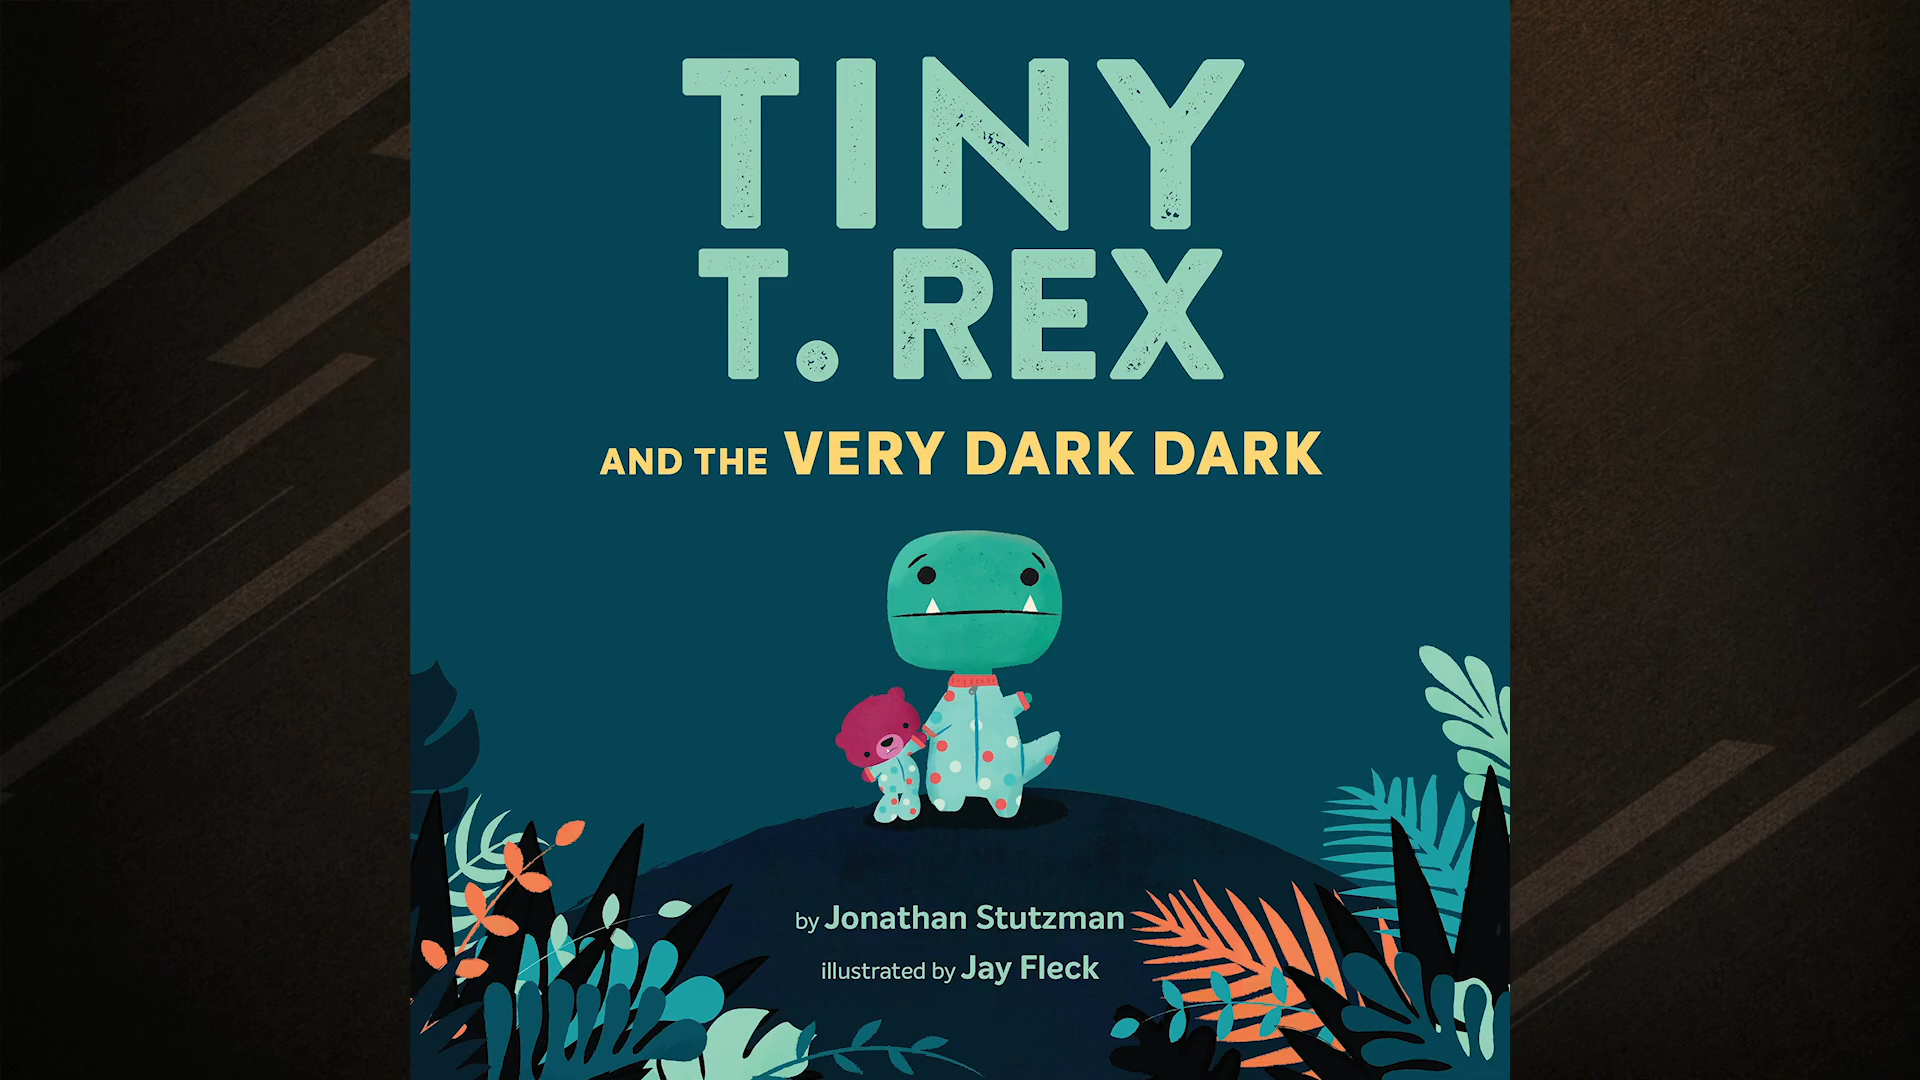 TINY
T. REX
AND THE VERY DARK DARK
by Jonathan Stutzman
illustrated by Jay Fleck